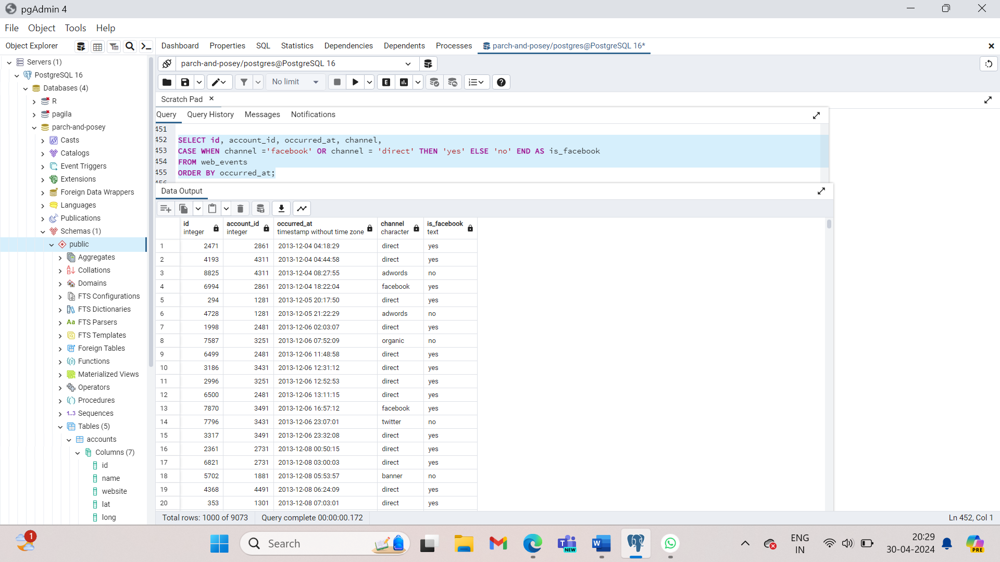 pgAdmin 4
File Object Tools Help
Object Explorer
Dashboard Properties SQL Statistics Dependencies Dependents Processes parch-and-posey/postgres@PostgreSQL 16*
Servers (1)
PostgreSQL 16
Databases (4)
R
pagila
parch-and-posey
Casts
Catalogs
Event Triggers
Extensions
Foreign Data Wrappers
Languages
Publications
Schemas (1)
public
Aggregates
Collations
Domains
FTS Configurations
FTS Dictionaries
FTS Parsers
FTS Templates
Foreign Tables
Functions
Materialized Views
Operators
Procedures
1..3 Sequences
Tables (5)
accounts
Columns (7)
id
name
website
lat
long
parch-and-posey/postgres@PostgreSQL 16
No limit
E
Scratch Pad
Query Query History Messages Notifications
451
452 SELECT id, account_id, occurred_at, channel,
453 CASE WHEN channel ='facebook' OR channel = 'direct' THEN 'yes' ELSE 'no' END AS is_facebook
454 FROM web_events
455 ORDER BY occurred_at;
456
Data Output
id account_id occurred_at channel is_facebook
integer integer timestamp without time zone character text
1 2471 2861 2013-12-04 04:18:29 direct yes
2 4193 4311 2013-12-04 04:44:58 direct yes
3 8825 4311 2013-12-04 08:27:55 adwords no
4 6994 2861 2013-12-04 18:22:04 facebook yes
5 294 1281 2013-12-05 20:17:50 direct yes
6 4728 1281 2013-12-05 21:22:29 adwords no
7 1998 2481 2013-12-06 02:03:07 direct yes
8 7587 3251 2013-12-06 07:52:09 organic no
9 6499 2481 2013-12-06 11:48:58 direct yes
10 3186 3431 2013-12-06 12:31:12 direct yes
11 2996 3251 2013-12-06 12:52:53 direct yes
12 6500 2481 2013-12-06 13:11:15 direct yes
13 7870 3491 2013-12-06 16:57:12 facebook yes
14 7796 3431 2013-12-06 23:07:01 twitter no
15 3317 3491 2013-12-06 23:32:08 direct yes
16 2361 2731 2013-12-08 00:50:15 direct yes
17 6821 2731 2013-12-08 03:00:03 direct yes
18 5702 1881 2013-12-08 05:53:57 banner no
19 4368 4491 2013-12-08 06:24:09 direct yes
20 353 1301 2013-12-08 07:03:01 direct yes
Total rows: 1000 of 9073 Query complete 00:00:00.172 Ln 452, Col 1
1
Search
NEW
ENG
IN
20:29
30-04-2024
PRE